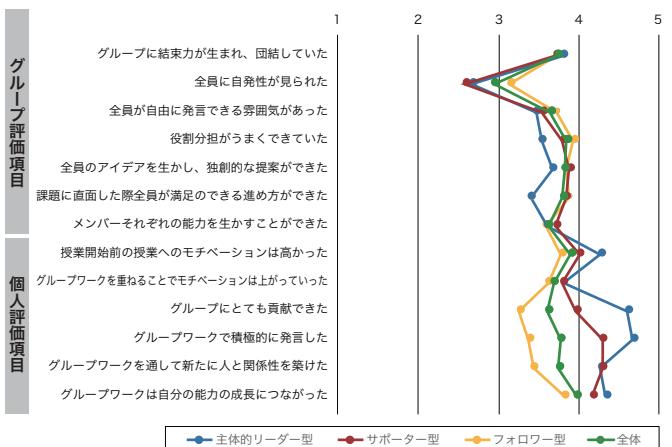 1 2 3 4 5
グループ評価項目
グループに結束力が生まれ、団結していた
全員に自発性が見られた
全員が自由に発言できる雰囲気があった
役割分担がうまくできていた
全員のアイデアを生かし、独創的な提案ができた
課題に直面した際全員が満足のできる進め方ができた
メンバーそれぞれの能力を生かすことができた
個人評価項目
授業開始前の授業へのモチベーションは高かった
グループワークを重ねることでモチベーションは上がっていった
グループにとても貢献できた
グループワークで積極的に発言した
グループワークを通して新たに人と関係性を築けた
グループワークは自分の能力の成長につながった
主体的リーダー型 サポーター型 フォロワー型 全体